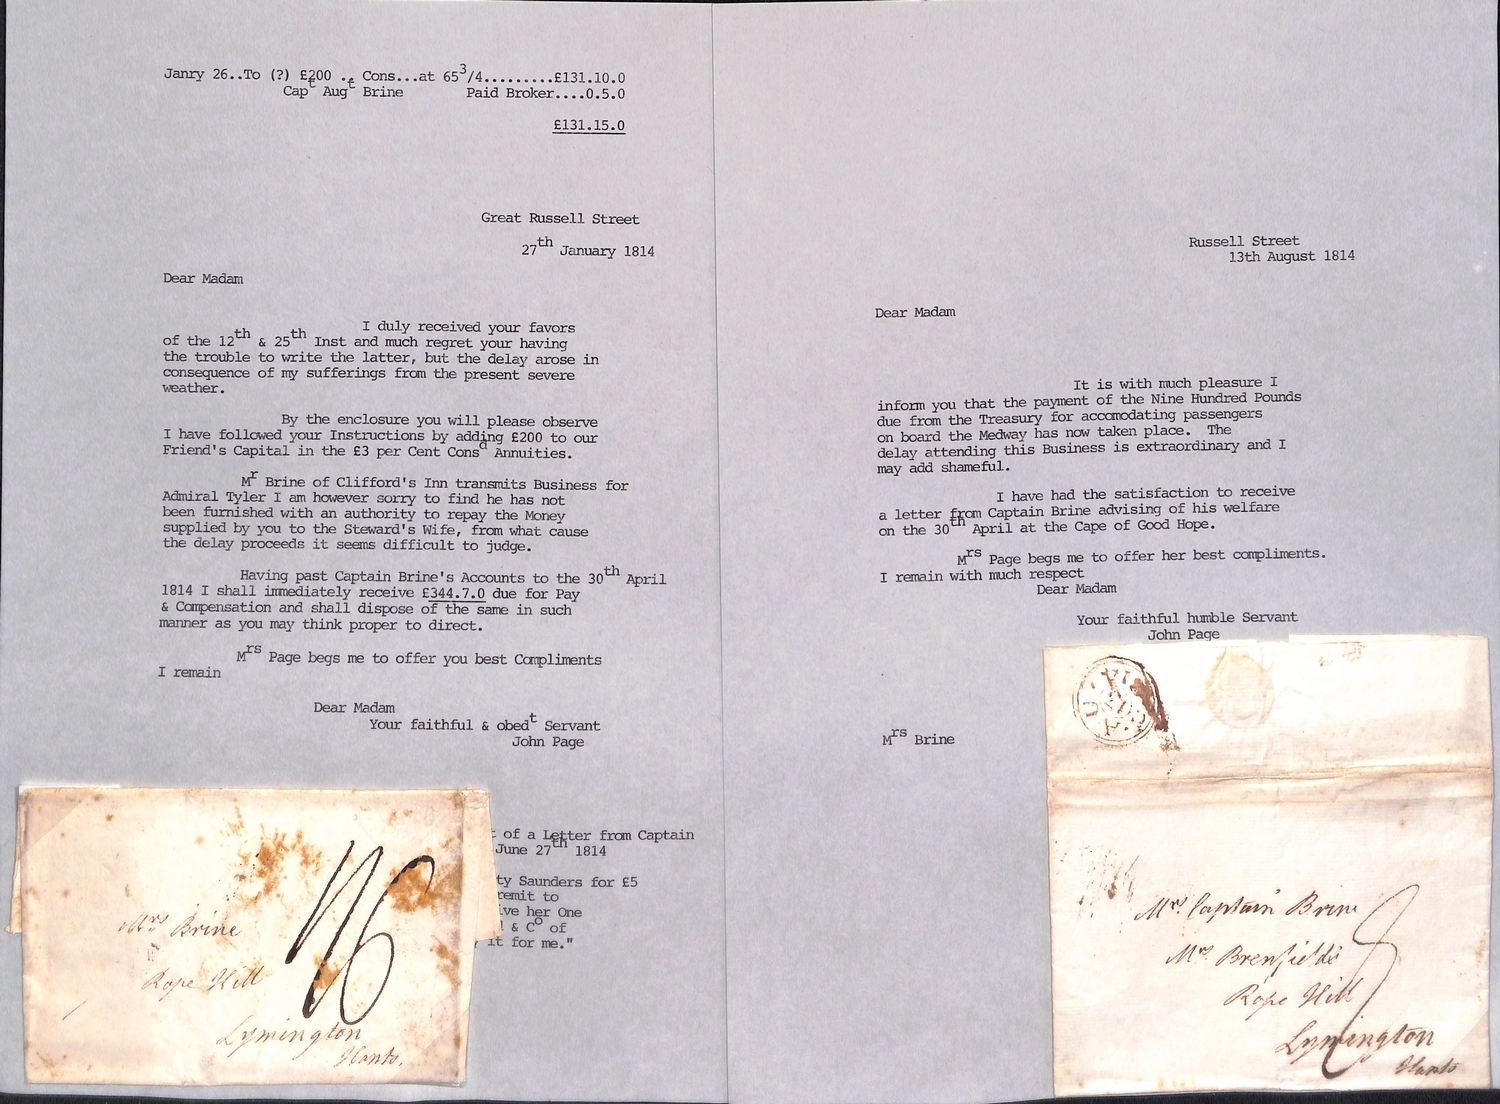 Janry 26..To (?) £200 .. Cons...at 65 3/4.........£131.10.0
Capt Augt Brine Paid Broker....0.5.0
£131.15.0
Great Russell Street
27th January 1814
Dear Madam
I duly received your favors
of the 12th & 25th Inst and much regret your having
the trouble to write the latter, but the delay arose in
consequence of my sufferings from the present severe
weather.
By the enclosure you will please observe
I have followed your Instructions by adding £200 to our
Friend's Capital in the £3 per Cent Consd Annuities.
Mr Brine of Clifford's Inn transmits Business for
Admiral Tyler I am however sorry to find he has not
been furnished with an authority to repay the Money
supplied by you to the Steward's Wife, from what cause
the delay proceeds it seems difficult to judge.
Having past Captain Brine's Accounts to the 30th April
1814 I shall immediately receive £344.7.0 due for Pay
& Compensation and shall dispose of the same in such
manner as you may think proper to direct.
Mrs Page begs me to offer you best Compliments
I remain
Dear Madam
Your faithful & obedt Servant
John Page
t of a Letter from Captain
June 27th 1814
ty Saunders for £5
remit to
ive her One
& Co of
it for me."
Mrs Brine
Rope Hill
Lymington
Hants.
Russell Street
13th August 1814
Dear Madam
It is with much pleasure I
inform you that the payment of the Nine Hundred Pounds
due from the Treasury for accomodating passengers
on board the Medway has now taken place. The
delay attending this Business is extraordinary and I
may add shameful.
I have had the satisfaction to receive
a letter from Captain Brine advising of his welfare
on the 30th April at the Cape of Good Hope.
Mrs Page begs me to offer her best compliments.
I remain with much respect
Dear Madam
Your faithful humble Servant
John Page
Mrs Brine
Mrs Captain Brine
Mrs Brenfields
Rope Hill
Lymington
Hants